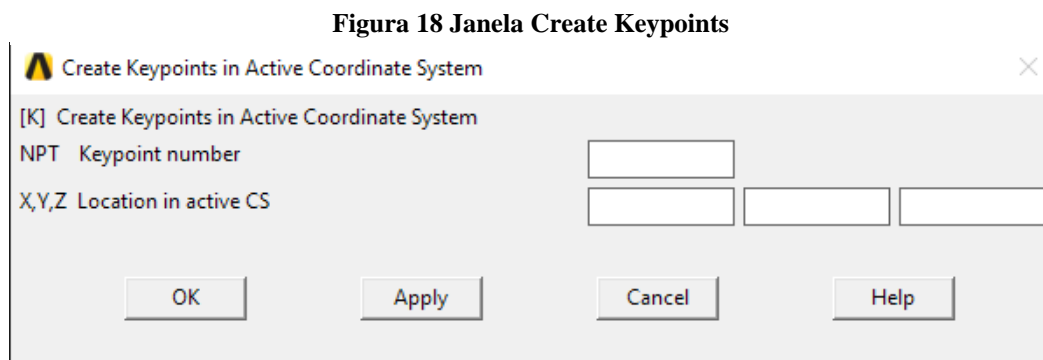 Figura 18 Janela Create Keypoints
Create Keypoints in Active Coordinate System
[K] Create Keypoints in Active Coordinate System
NPT Keypoint number
X,Y,Z Location in active CS
OK Apply Cancel Help